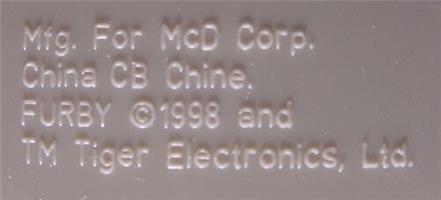 Mfg. For McD Corp.
China CB Chine.
FURBY ©1998 and
TM Tiger Electronics, Ltd.